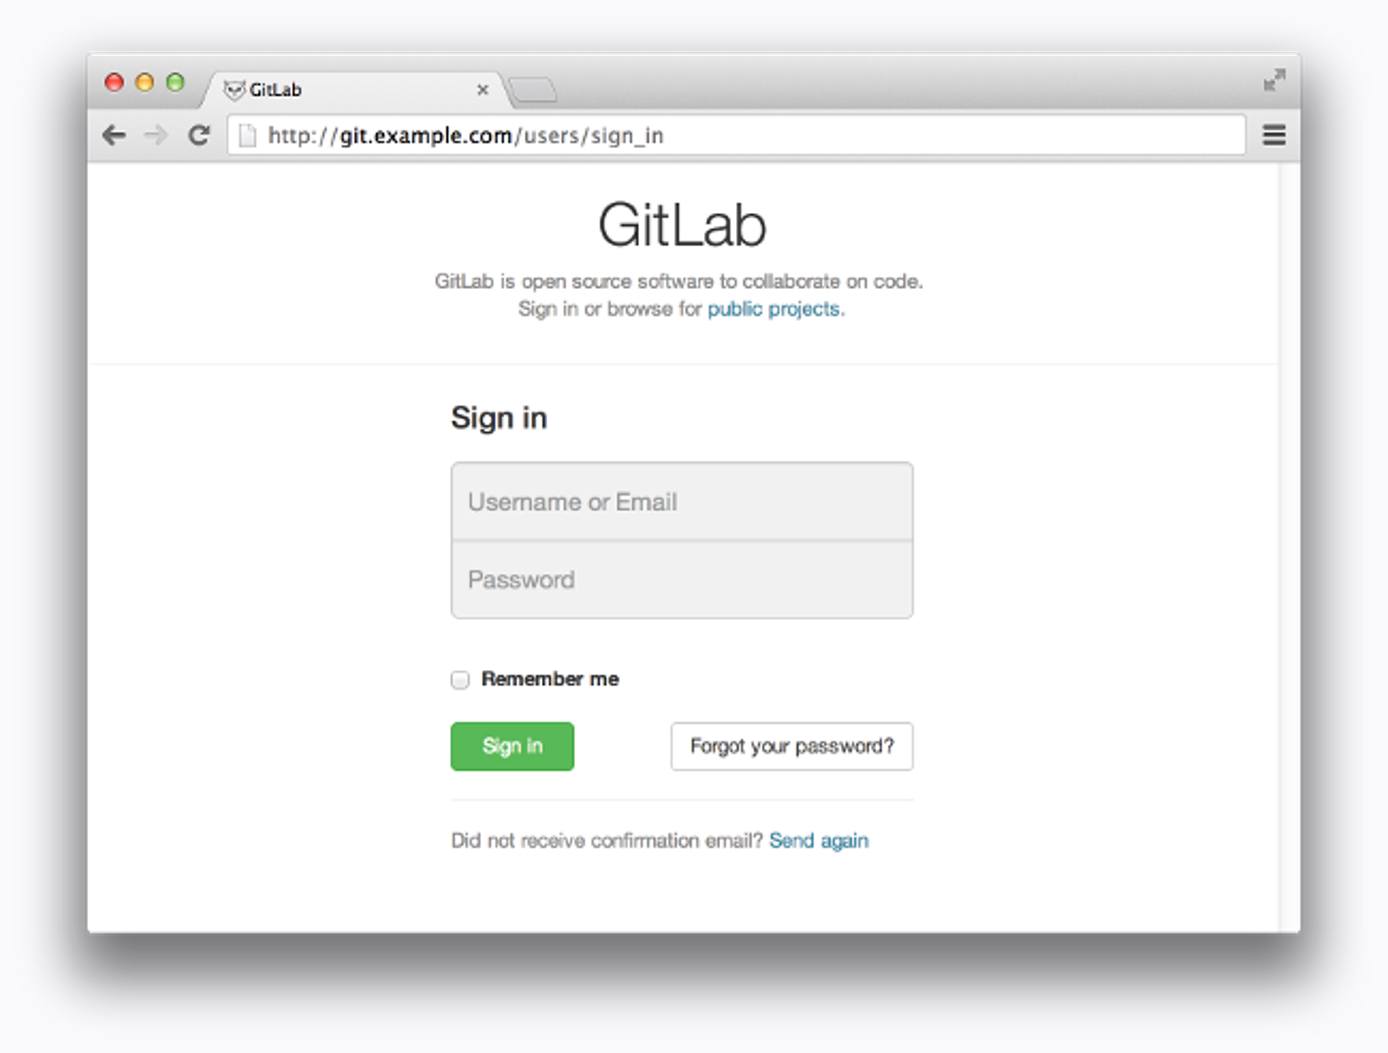 GitLab
http://git.example.com/users/sign_in
GitLab
GitLab is open source software to collaborate on code.
Sign in or browse for public projects.
Sign in
Username or Email
Password
Remember me
Sign in
Forgot your password?
Did not receive confirmation email? Send again